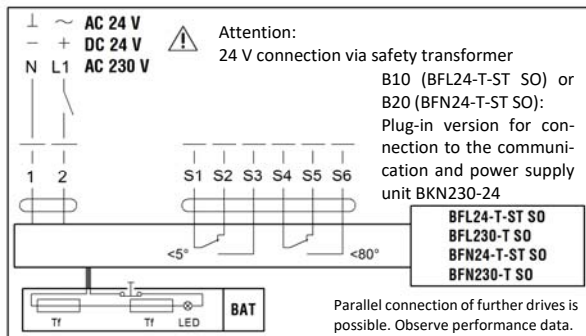 ⊥ ~ AC 24 V
− + DC 24 V
N L1 AC 230 V
Attention:
24 V connection via safety transformer
B10 (BFL24-T-ST SO) or
B20 (BFN24-T-ST SO):
Plug-in version for con-
nection to the communi-
cation and power supply
unit BKN230-24
1 2 S1 S2 S3 S4 S5 S6
<5° <80°
BFL24-T-ST SO
BFL230-T SO
BFN24-T-ST SO
BFN230-T SO
Tf Tf LED BAT
Parallel connection of further drives is
possible. Observe performance data.